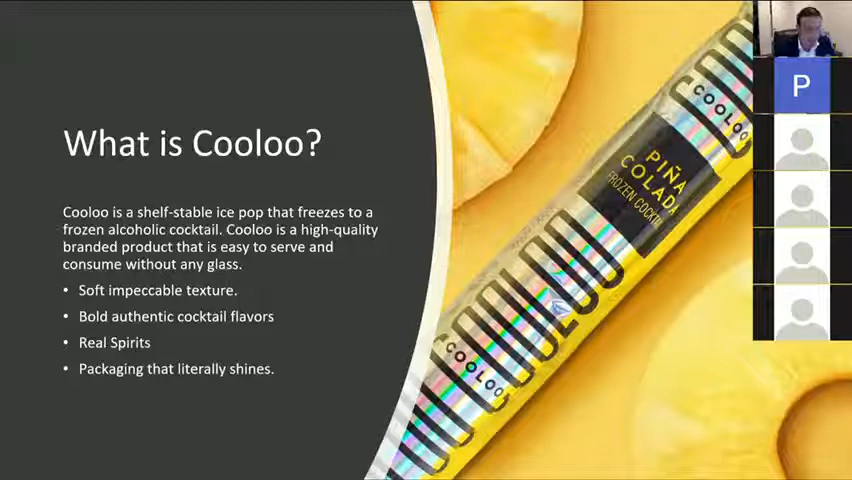 What is Cooloo?
Cooloo is a shelf-stable ice pop that freezes to a
frozen alcoholic cocktail. Cooloo is a high-quality
branded product that is easy to serve and
consume without any glass.
• Soft impeccable texture.
• Bold authentic cocktail flavors
• Real Spirits
• Packaging that literally shines.
COOLOO
PIÑA
COLADA
FROZEN
COOLOO
COOLOO
P